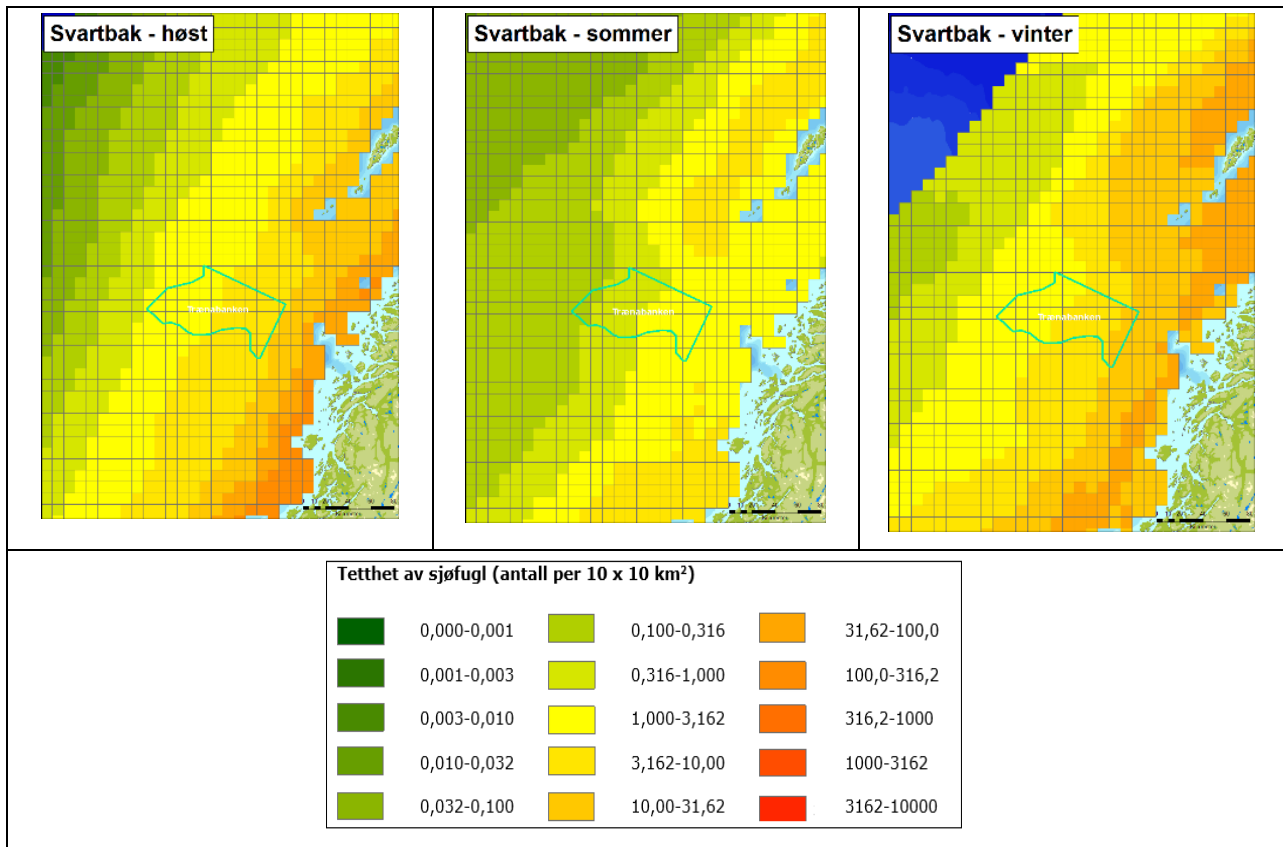 Svartbak - høst
Svartbak - sommer
Svartbak - vinter
Trænabanken
Trænabanken
Trænabanken
Tetthet av sjøfugl (antall per 10 x 10 km²)
0,000-0,001
0,100-0,316
31,62-100,0
0,001-0,003
0,316-1,000
100,0-316,2
0,003-0,010
1,000-3,162
316,2-1000
0,010-0,032
3,162-10,00
1000-3162
0,032-0,100
10,00-31,62
3162-10000